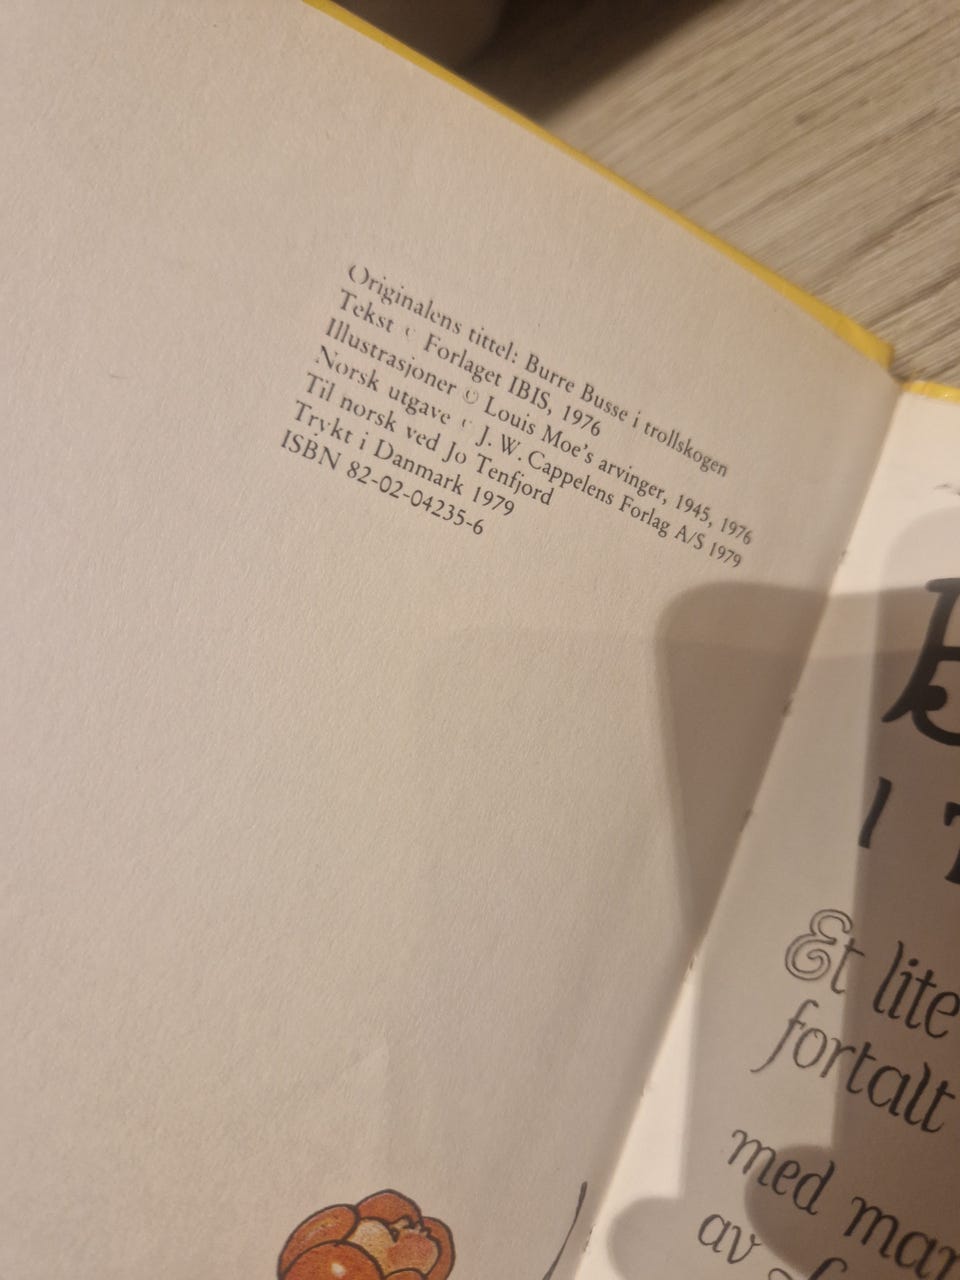 Originalens tittel: Burre Busse i trollskogen
Tekst © Forlaget IBIS, 1976
Illustrasjoner © Louis Moe's arvinger, 1945, 1976
Norsk utgave © J. W. Cappelens Forlag A/S 1979
Til norsk ved Jo Tenfjord
Trykt i Danmark 1979
ISBN 82-02-04235-6
I
Et lite
fortalt
med
av